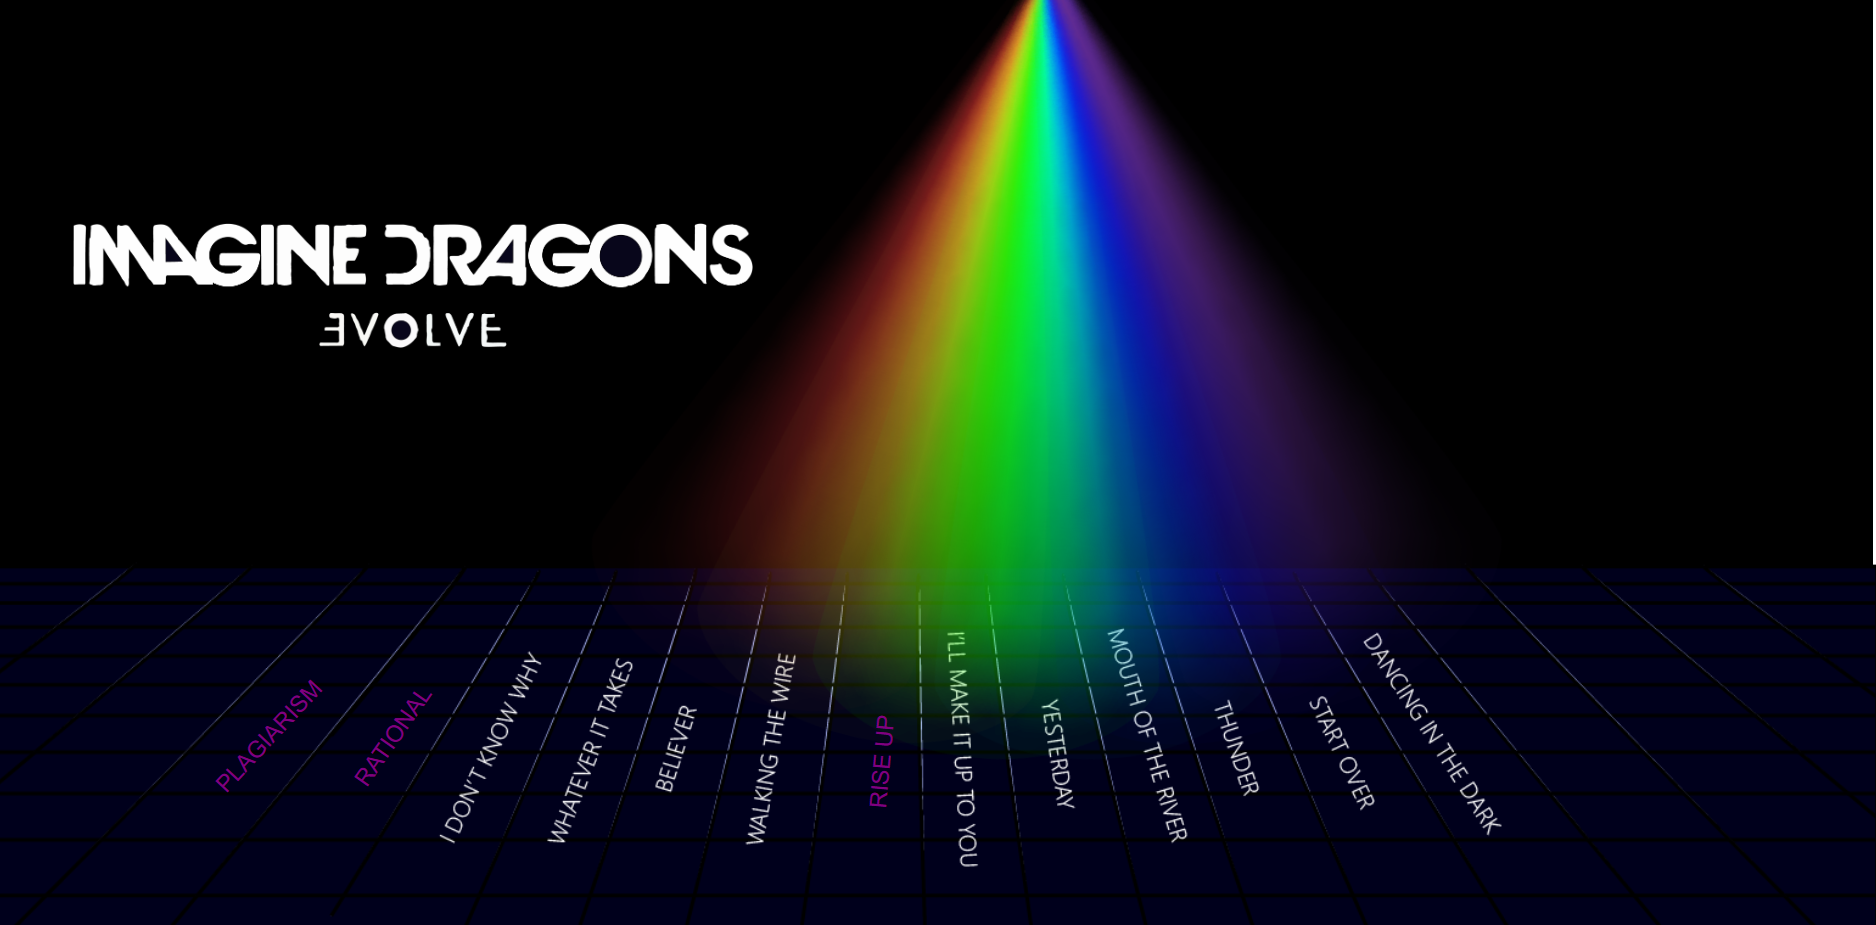 IMAGINE DRAGONS
EVOLVE
PLAGIARISM
RATIONAL
I DON'T KNOW WHY
WHATEVER IT TAKES
BELIEVER
WALKING THE WIRE
RISE UP
I'LL MAKE IT UP TO YOU
YESTERDAY
MOUTH OF THE RIVER
THUNDER
START OVER
DANCING IN THE DARK